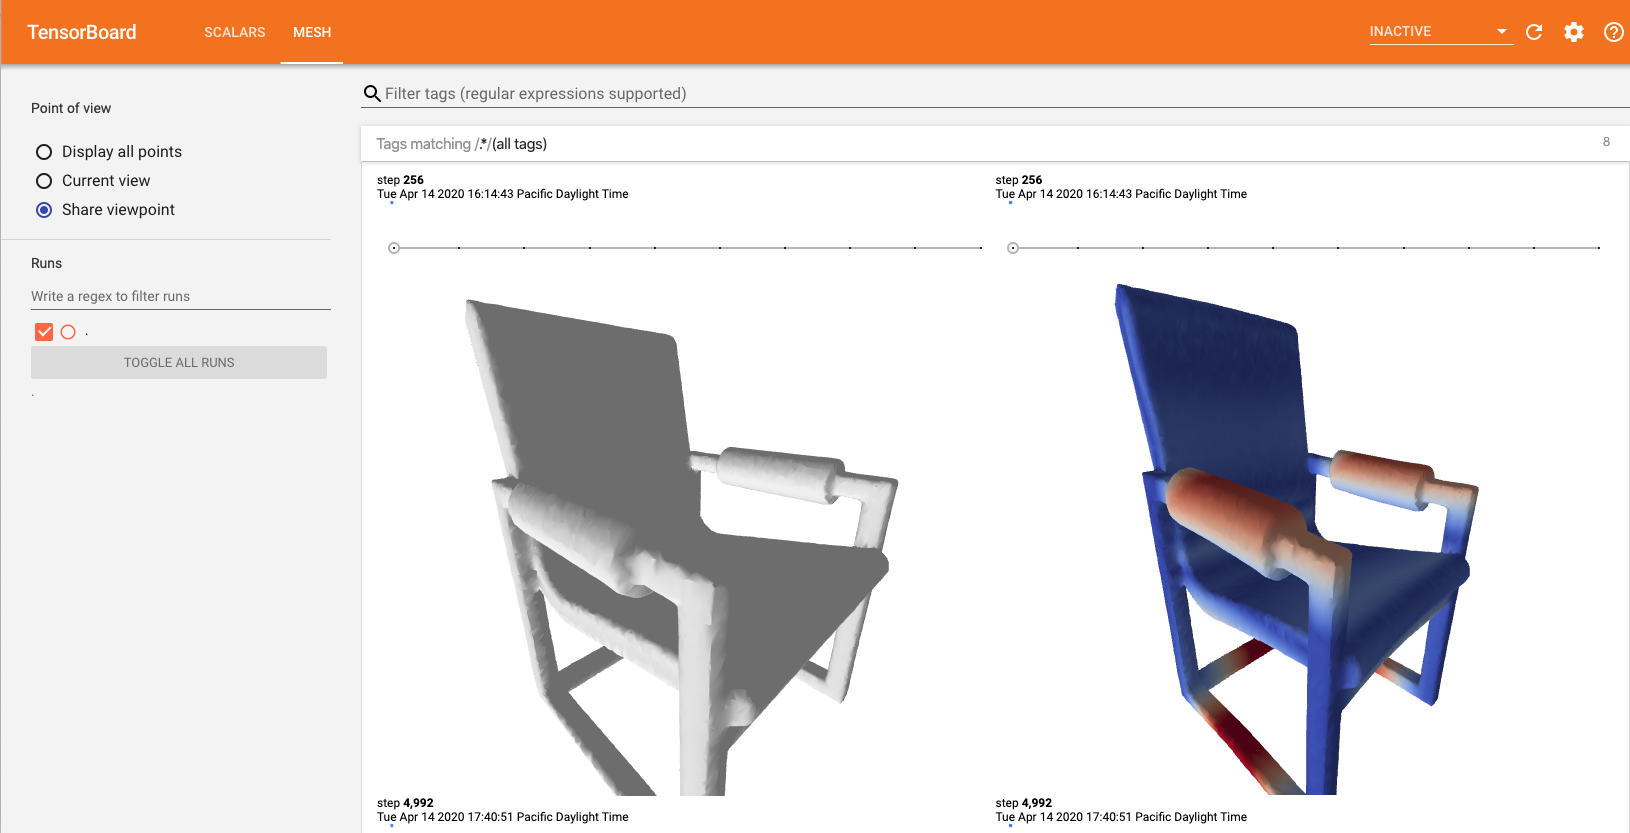 TensorBoard
SCALARS
MESH
INACTIVE
Point of view
Display all points
Current view
Share viewpoint
Runs
Write a regex to filter runs
.
TOGGLE ALL RUNS
.
Filter tags (regular expressions supported)
Tags matching /.*/(all tags)
8
step 256
Tue Apr 14 2020 16:14:43 Pacific Daylight Time
step 256
Tue Apr 14 2020 16:14:43 Pacific Daylight Time
step 4,992
Tue Apr 14 2020 17:40:51 Pacific Daylight Time
step 4,992
Tue Apr 14 2020 17:40:51 Pacific Daylight Time